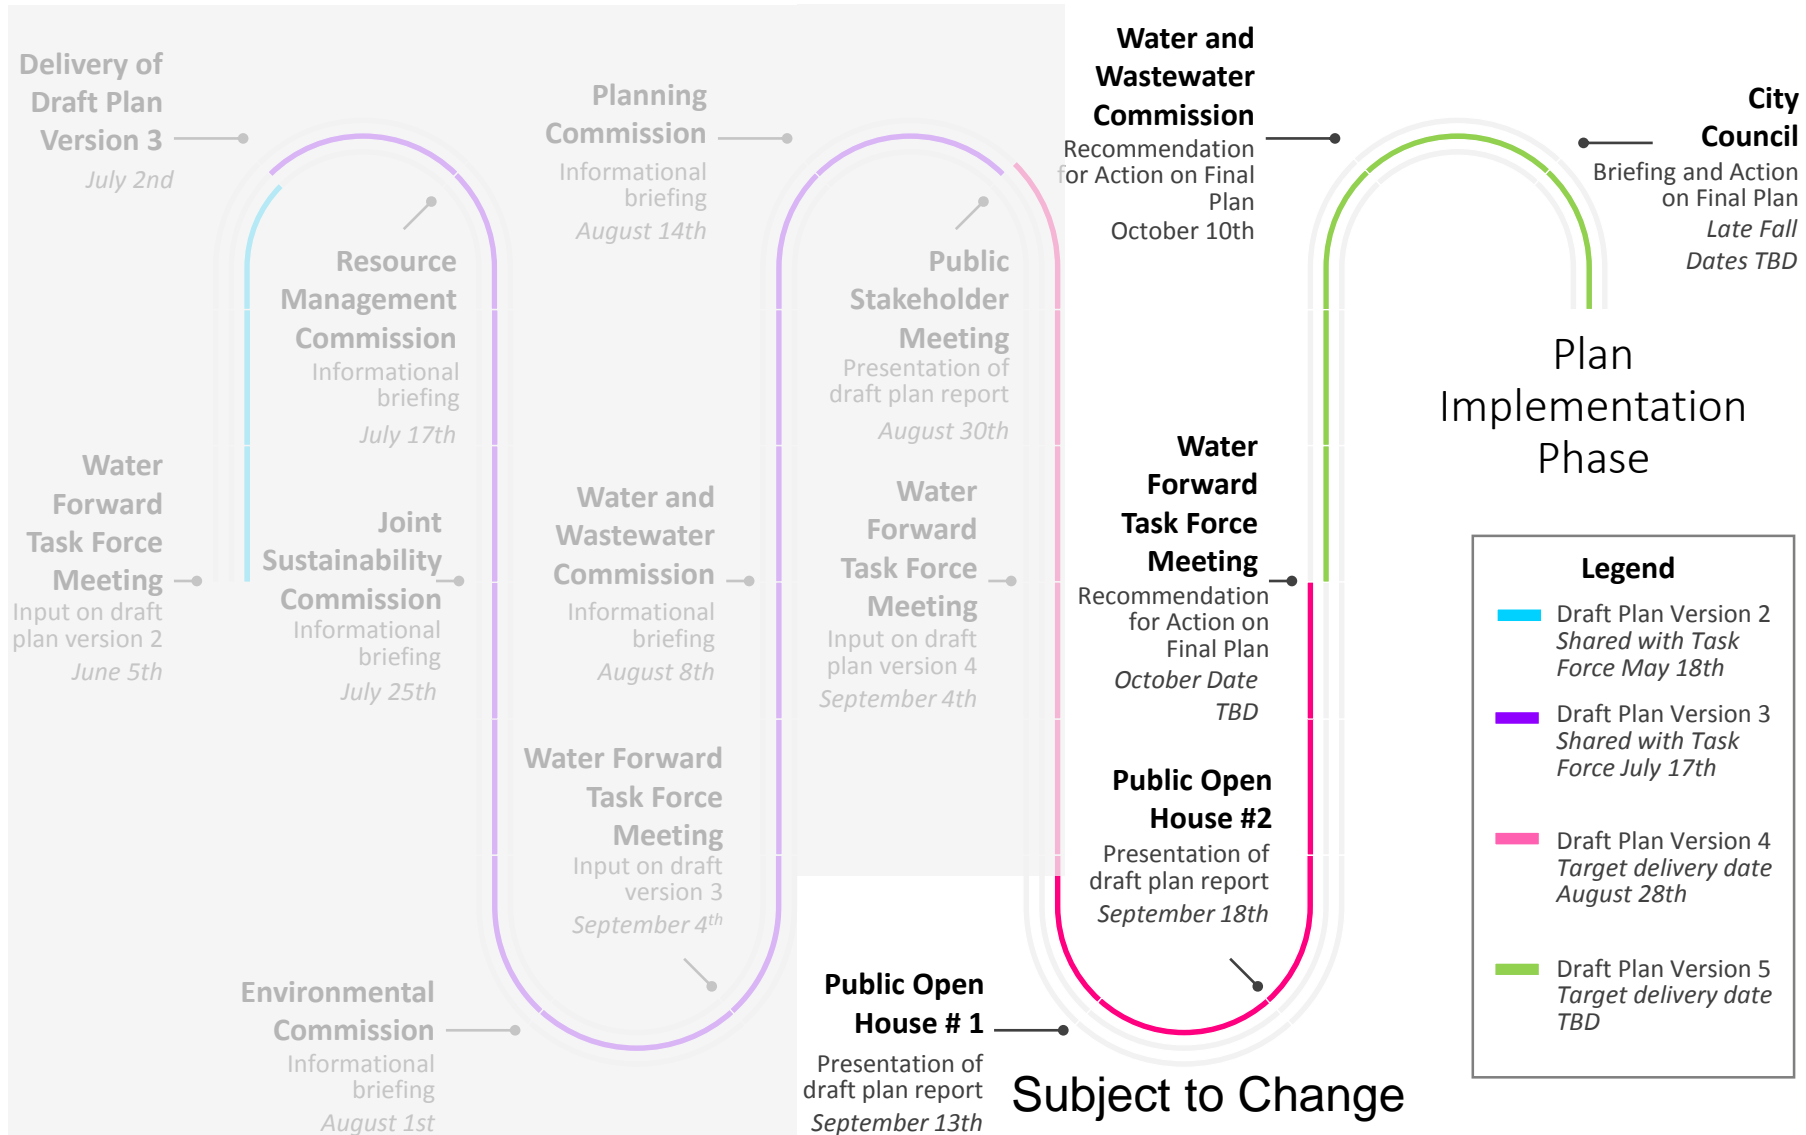 Delivery of
Draft Plan
Version 3
July 2nd
Water
Forward
Task Force
Meeting
Input on draft
plan version 2
June 5th
Resource
Management
Commission
Informational
briefing
July 17th
Joint
Sustainability
Commission
Informational
briefing
July 25th
Environmental
Commission
Informational
briefing
August 1st
Planning
Commission
Informational
briefing
August 14th
Water and
Wastewater
Commission
Informational
briefing
August 8th
Water Forward
Task Force
Meeting
Input on draft
version 3
September 4th
Public
Stakeholder
Meeting
Presentation of
draft plan report
August 30th
Water
Forward
Task Force
Meeting
Input on draft
plan version 4
September 4th
Public Open
House # 1
Presentation of
draft plan report
September 13th
Water and
Wastewater
Commission
Recommendation
for Action on Final
Plan
October 10th
Water
Forward
Task Force
Meeting
Recommendation
for Action on
Final Plan
October Date
TBD
Public Open
House #2
Presentation of
draft plan report
September 18th
Subject to Change
City
Council
Briefing and Action
on Final Plan
Late Fall
Dates TBD
Plan
Implementation
Phase
Legend
Draft Plan Version 2
Shared with Task
Force May 18th
Draft Plan Version 3
Shared with Task
Force July 17th
Draft Plan Version 4
Target delivery date
August 28th
Draft Plan Version 5
Target delivery date
TBD